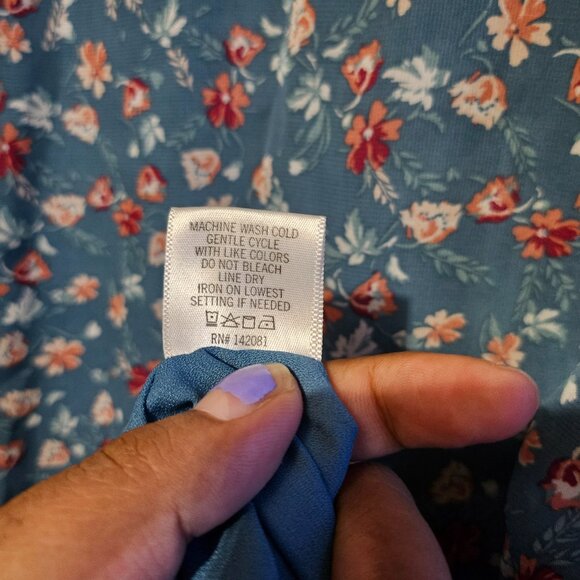 MACHINE WASH COLD
GENTLE CYCLE
WITH LIKE COLORS
DO NOT BLEACH
LINE DRY
IRON ON LOWEST
SETTING IF NEEDED
RN# 142081